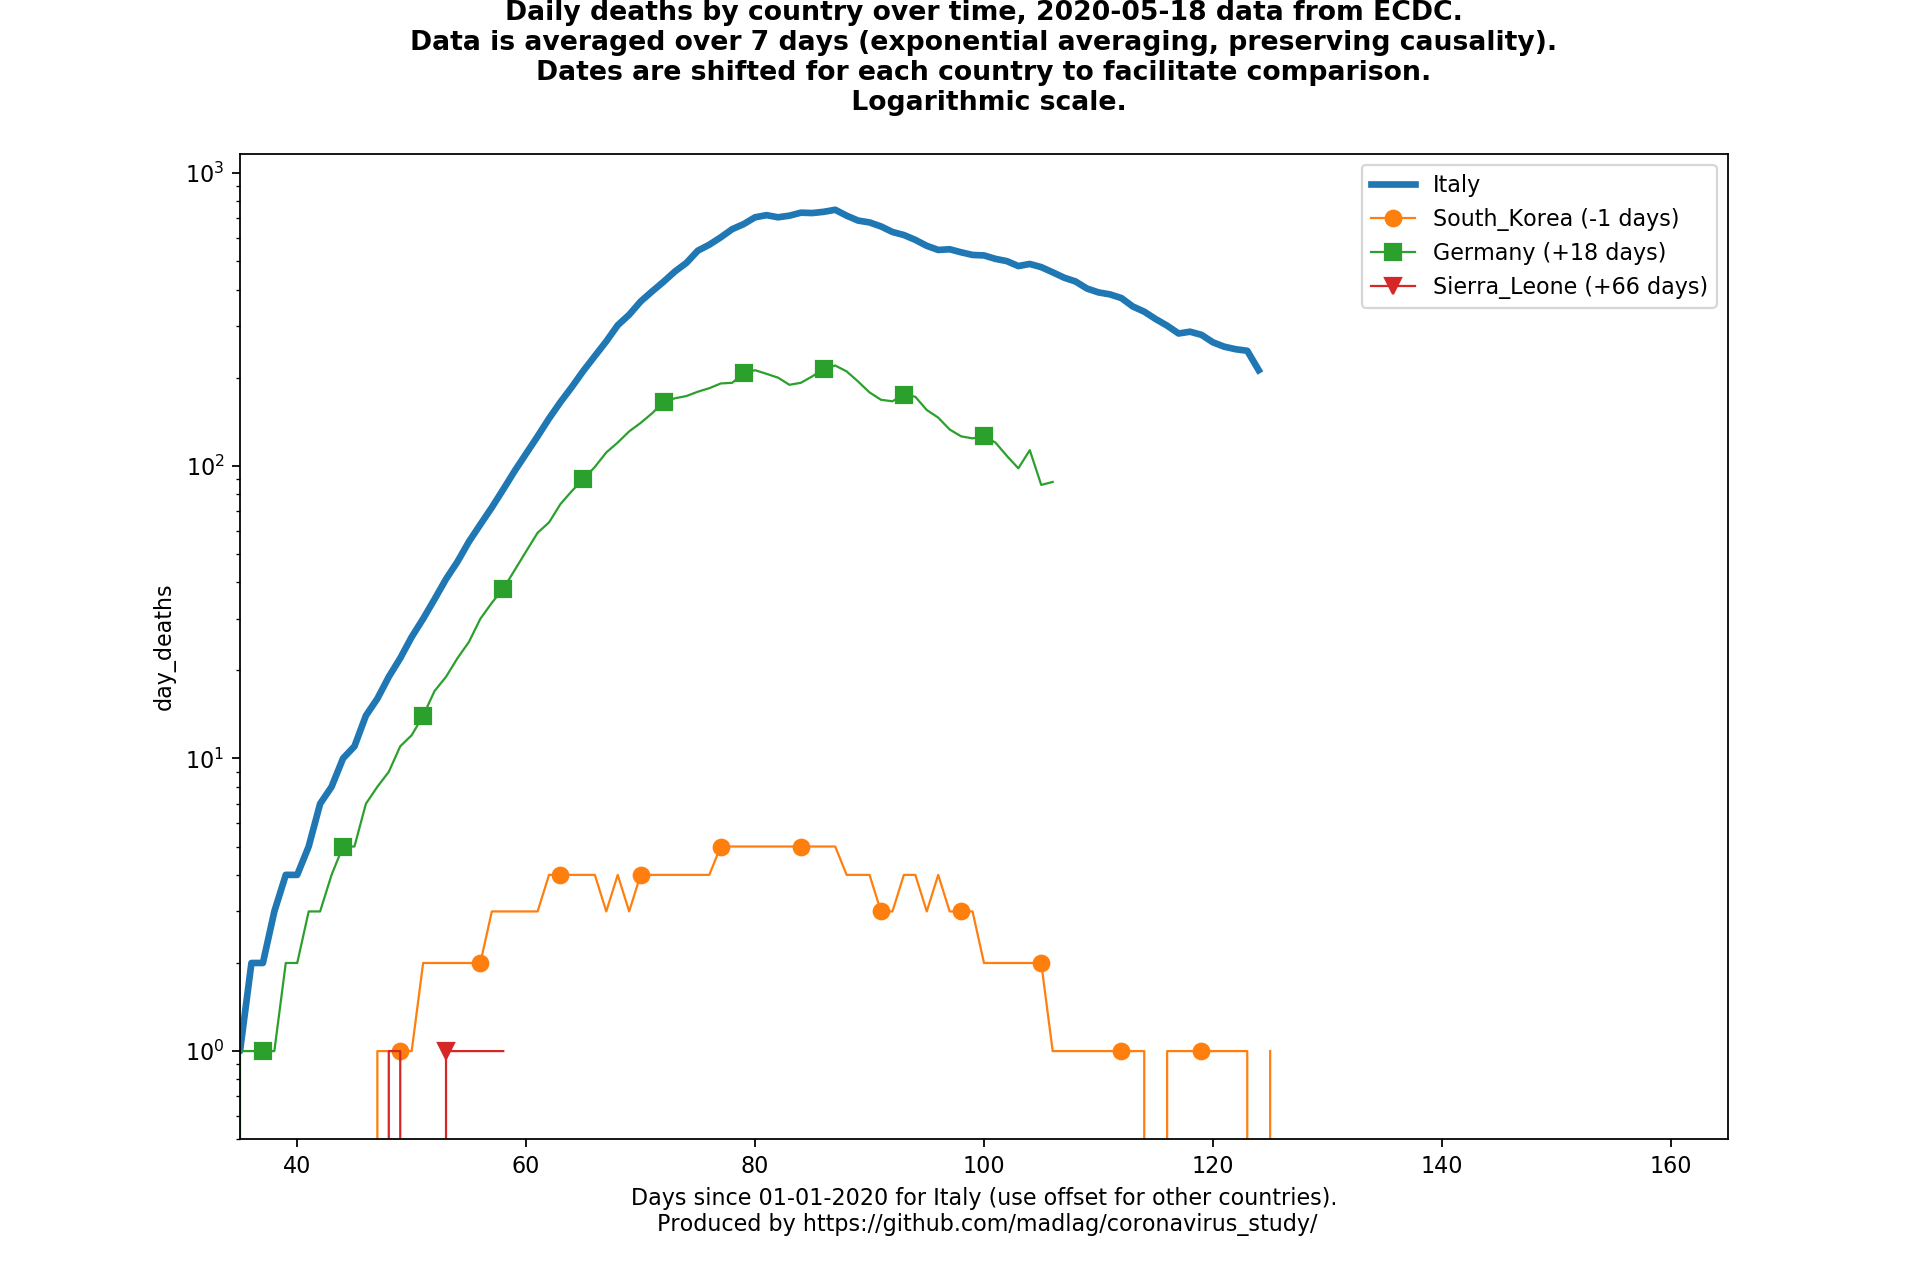 Daily deaths by country over time, 2020-05-18 data from ECDC.
Data is averaged over 7 days (exponential averaging, preserving causality).
Dates are shifted for each country to facilitate comparison.
Logarithmic scale.
10³
10²
10¹
10⁰
day_deaths
Italy
South_Korea (-1 days)
Germany (+18 days)
Sierra_Leone (+66 days)
40 60 80 100 120 140 160
Days since 01-01-2020 for Italy (use offset for other countries).
Produced by https://github.com/madlag/coronavirus_study/